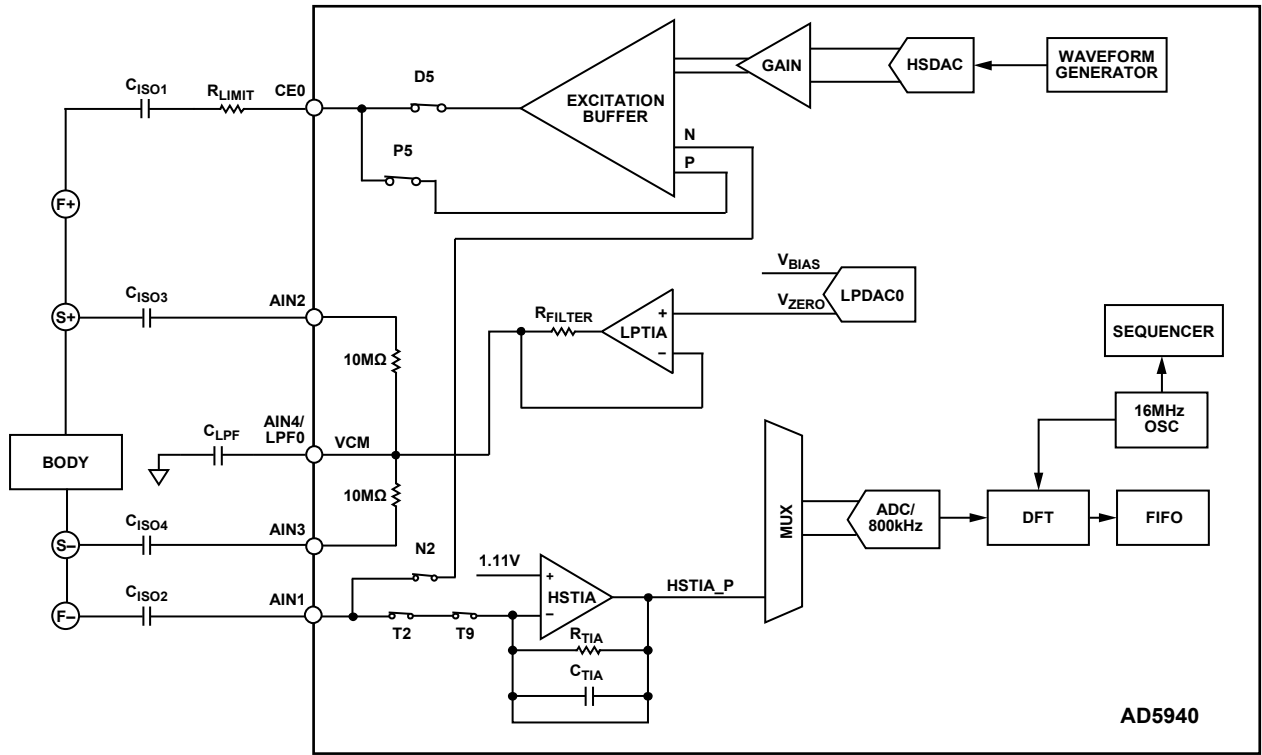 C_ISO1
R_LIMIT
CE0
D5
EXCITATION
BUFFER
GAIN
HSDAC
WAVEFORM
GENERATOR
N
P
P5
F+
S+
C_ISO3
AIN2
10MΩ
R_FILTER
LPTIA
+
−
V_BIAS
V_ZERO
LPDAC0
SEQUENCER
16MHz
OSC
AIN4/
LPF0
C_LPF
VCM
BODY
10MΩ
S−
C_ISO4
AIN3
F−
C_ISO2
AIN1
N2
T2
T9
1.11V
+
−
HSTIA
R_TIA
C_TIA
HSTIA_P
MUX
ADC/
800kHz
DFT
FIFO
AD5940